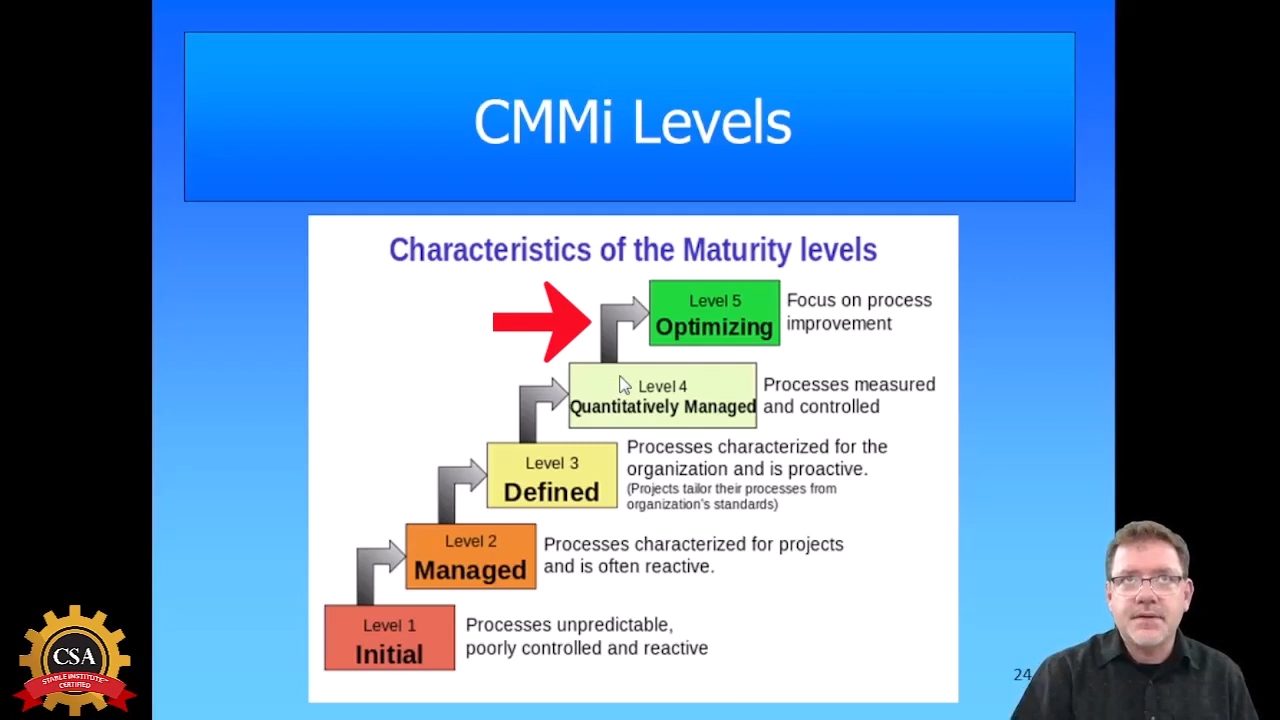 CMMi Levels
Characteristics of the Maturity levels
Level 5
Optimizing
Focus on process
improvement
Level 4
Quantitatively Managed
Processes measured
and controlled
Level 3
Defined
Processes characterized for the
organization and is proactive.
(Projects tailor their processes from
organization's standards)
Level 2
Managed
Processes characterized for projects
and is often reactive.
Level 1
Initial
Processes unpredictable,
poorly controlled and reactive
24
CSA
STABLE INSTITUTE™
CERTIFIED